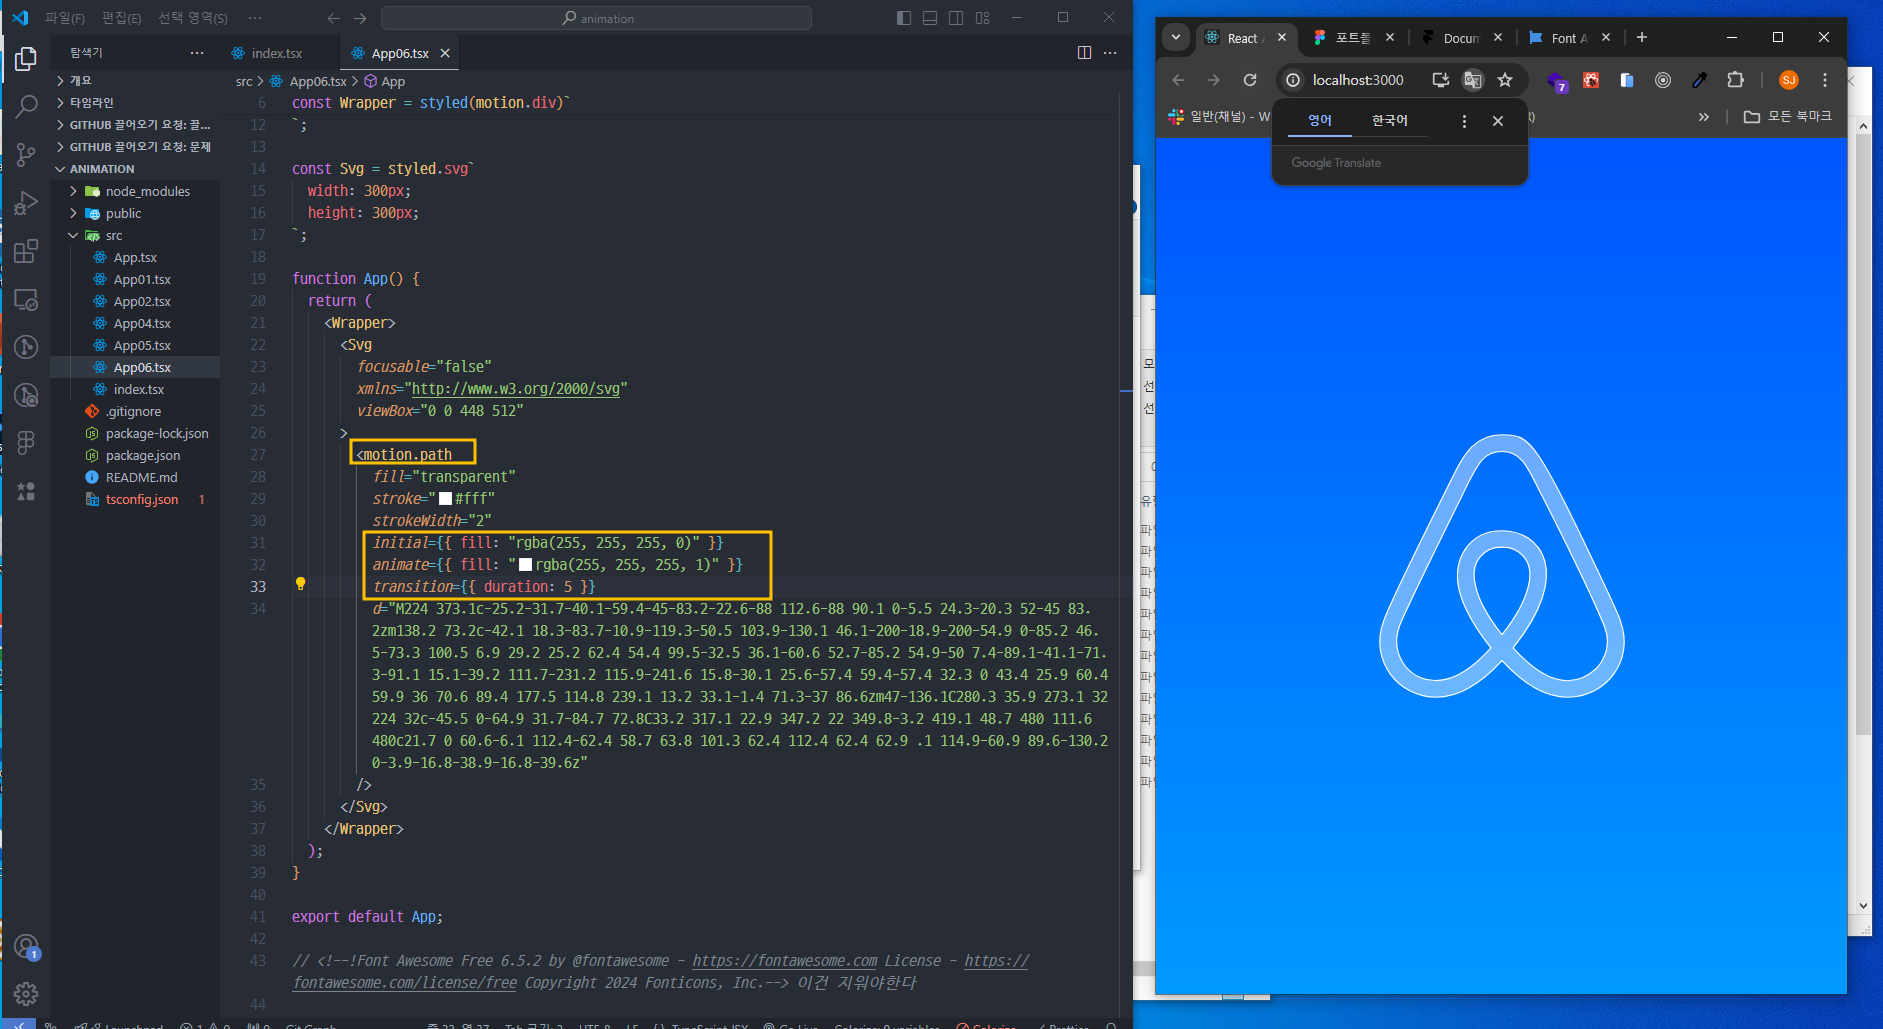 파일(F) 편집(E) 선택 영역(S) ···
animation
탐색기 ···
index.tsx
App06.tsx
src > App06.tsx > App
개요
타임라인
GITHUB 끌어오기 요청: 끌...
GITHUB 끌어오기 요청: 문제
ANIMATION
node_modules
public
src
App.tsx
App01.tsx
App02.tsx
App04.tsx
App05.tsx
App06.tsx
index.tsx
.gitignore
package-lock.json
package.json
README.md
tsconfig.json 1
6 const Wrapper = styled(motion.div)`
12 `;
13
14 const Svg = styled.svg`
15 width: 300px;
16 height: 300px;
17 `;
18
19 function App() {
20 return (
21 <Wrapper>
22 <Svg
23 focusable="false"
24 xmlns="http://www.w3.org/2000/svg"
25 viewBox="0 0 448 512"
26 >
27 <motion.path
28 fill="transparent"
29 stroke="#fff"
30 strokeWidth="2"
31 initial={{ fill: "rgba(255, 255, 255, 0)" }}
32 animate={{ fill: "rgba(255, 255, 255, 1)" }}
33 transition={{ duration: 5 }}
34 d="M224 373.1c-25.2-31.7-40.1-59.4-45-83.2-22.6-88 112.6-88 90.1 0-5.5 24.3-20.3 52-45 83.
2zm138.2 73.2c-42.1 18.3-83.7-10.9-119.3-50.5 103.9-130.1 46.1-200-18.9-200-54.9 0-85.2 46.
5-73.3 100.5 6.9 29.2 25.2 62.4 54.4 99.5-32.5 36.1-60.6 52.7-85.2 54.9-50 7.4-89.1-41.1-71.
3-91.1 15.1-39.2 111.7-231.2 115.9-241.6 15.8-30.1 25.6-57.4 59.4-57.4 32.3 0 43.4 25.9 60.4
59.9 36 70.6 89.4 177.5 114.8 239.1 13.2 33.1-1.4 71.3-37 86.6zm47-136.1C280.3 35.9 273.1 32
224 32c-45.5 0-64.9 31.7-84.7 72.8C33.2 317.1 22.9 347.2 22 349.8-3.2 419.1 48.7 480 111.6
480c21.7 0 60.6-6.1 112.4-62.4 58.7 63.8 101.3 62.4 112.4 62.4 62.9 .1 114.9-60.9 89.6-130.2
0-3.9-16.8-38.9-16.8-39.6z"
35 />
36 </Svg>
37 </Wrapper>
38 );
39 }
40
41 export default App;
42
43 // <!--!Font Awesome Free 6.5.2 by @fontawesome - https://fontawesome.com License - https://
fontawesome.com/license/free Copyright 2024 Fonticons, Inc.--> 이건 지워야한다
44
1
React
포트폴
Docum
Font A
localhost:3000
7
SJ
일반(채널) - W
모든 북마크
영어 한국어
Google Translate